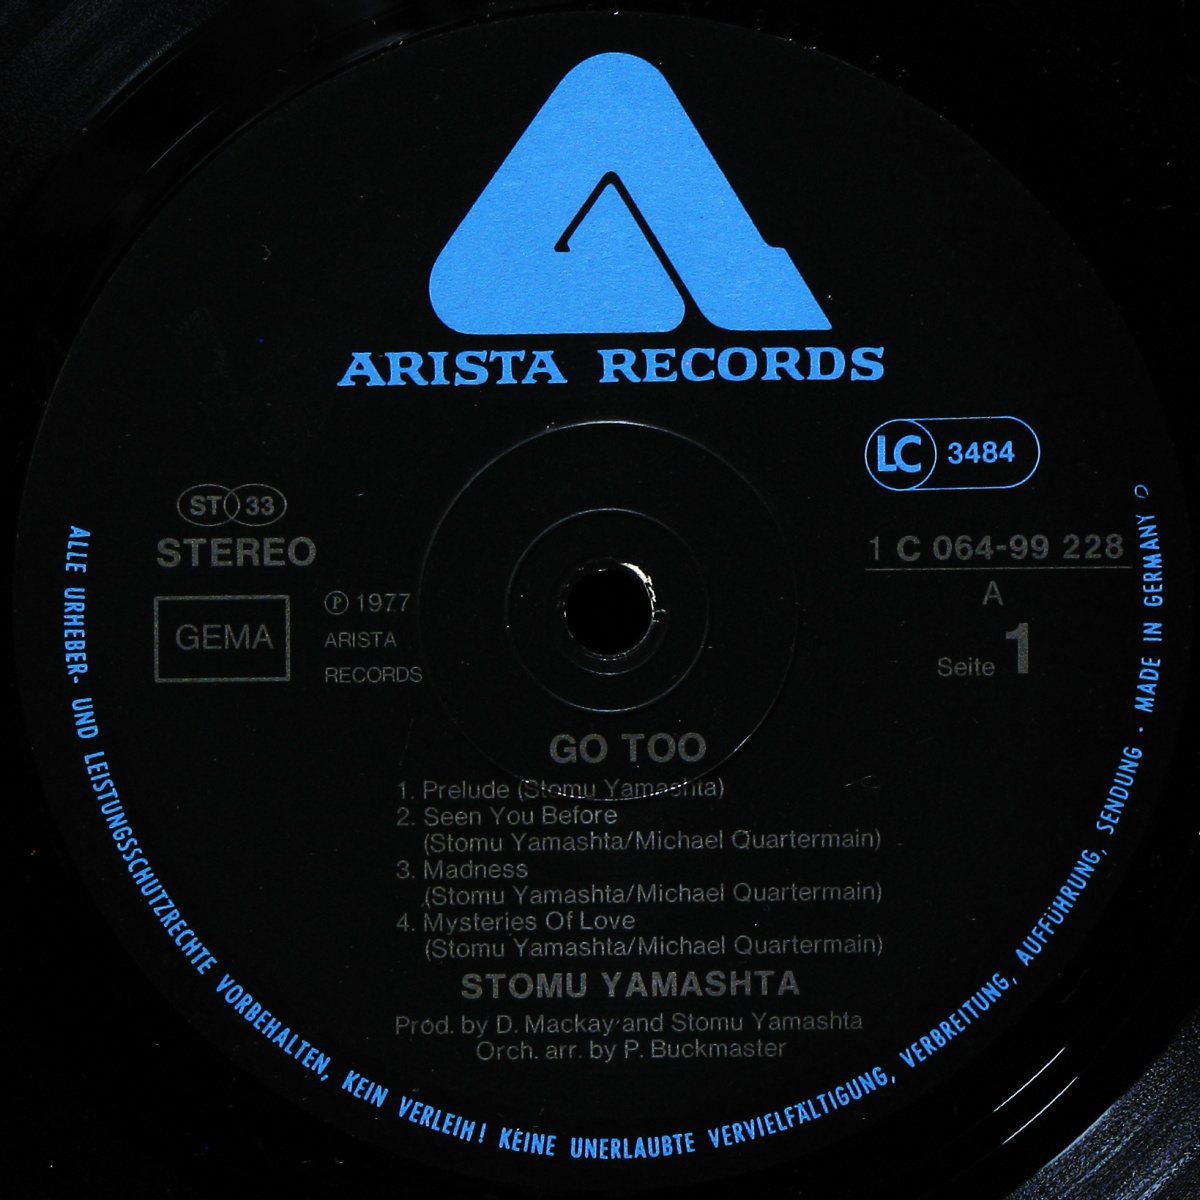 ARISTA RECORDS
LC 3484
ST 33
STEREO
GEMA
℗ 1977
ARISTA
RECORDS
1 C 064-99 228
A
Seite 1
GO TOO
1. Prelude (Stomu Yamashta)
2. Seen You Before
(Stomu Yamashta/Michael Quartermain)
3. Madness
(Stomu Yamashta/Michael Quartermain)
4. Mysteries Of Love
(Stomu Yamashta/Michael Quartermain)
STOMU YAMASHTA
Prod. by D. Mackay and Stomu Yamashta
Orch. arr. by P. Buckmaster
ALLE URHEBER- UND LEISTUNGSSCHUTZRECHTE VORBEHALTEN, KEIN VERLEIH! KEINE UNERLAUBTE VERVIELFÄLTIGUNG, VERBREITUNG, AUFFÜHRUNG, SENDUNG · MADE IN GERMANY O